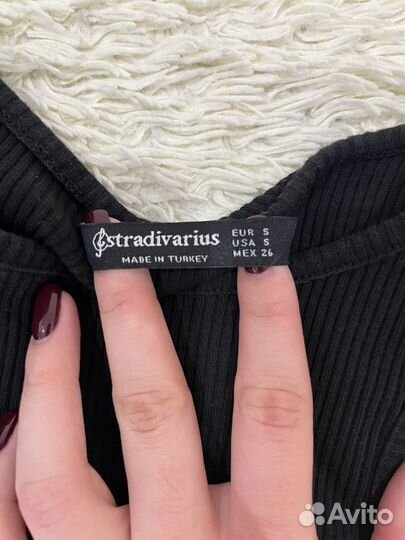 stradivarius
MADE IN TURKEY
EUR S
USA S
MEX 26
Avito